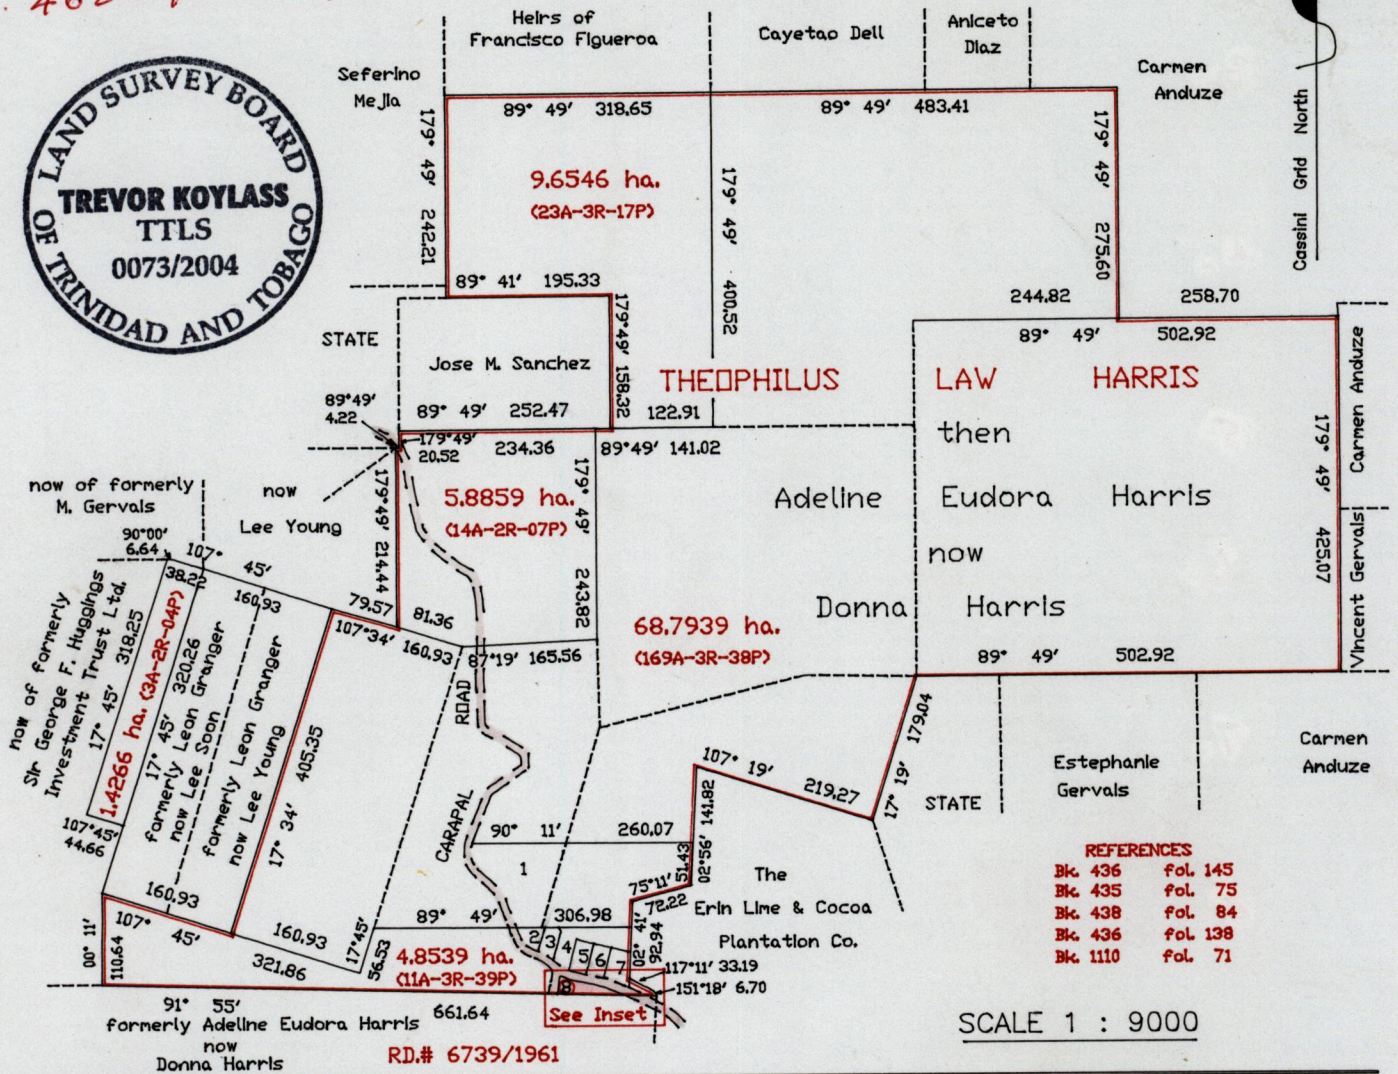 LAND SURVEY BOARD
OF TRINIDAD AND TOBAGO
TREVOR KOYLASS
TTLS
0073/2004
Heirs of
Francisco Figueroa
Cayetao Dell
Aniceto
Diaz
Carmen
Anduze
Cassini Grid North
Seferino
Mejia
89° 49' 318.65
89° 49' 483.41
179° 49' 242.21
9.6546 ha.
(23A-3R-17P)
179° 49' 400.52
179° 49' 275.60
89° 41' 195.33
244.82
258.70
STATE
Jose M. Sanchez
179°49' 158.32
89° 49' 502.92
THEOPHILUS LAW HARRIS
89°49'
4.22
89° 49' 252.47
122.91
then
Carmen Anduze
179°49'
20.52
234.36
89°49' 141.02
179° 49' 425.07
now of formerly
M. Gervais
now
Lee Young
179°49' 214.44
5.8859 ha.
(14A-2R-07P)
179° 49' 243.82
Adeline Eudora Harris
now
Vincent Gervais
90°00'
6.64
107° 45'
38.22
160.93
79.57
81.36
Donna Harris
107°34' 160.93
87°19' 165.56
68.7939 ha.
(169A-3R-38P)
89° 49' 502.92
now of formerly
Sir George F. Huggings
Investment Trust Ltd.
17° 45' 318.25
1.4266 ha. (3A-2R-04P)
17° 45' 320.26
formerly Leon Granger
now Lee Soon
formerly Leon Granger
now Lee Young
17° 34' 405.35
CARAPAL ROAD
179.04
17° 19'
107° 19' 219.27
STATE
Estephanie
Gervais
Carmen
Anduze
107°45'
44.66
90° 11' 260.07
141.82
02°56'
51.43
1
75°11'
72.22
The
Erin Lime & Cocoa
Plantation Co.
REFERENCES
Bk. 436 fol. 145
Bk. 435 fol. 75
Bk. 438 fol. 84
Bk. 436 fol. 138
Bk. 1110 fol. 71
160.93
107° 45'
160.93
321.86
17°45'
56.53
89° 49' 306.98
02° 41'
92.94
2
3
4
5
6
7
8
00° 11'
110.64
4.8539 ha.
(11A-3R-39P)
117°11' 33.19
151°18' 6.70
See Inset
91° 55' 661.64
formerly Adeline Eudora Harris
now
Donna Harris
RD.# 6739/1961
SCALE 1 : 9000